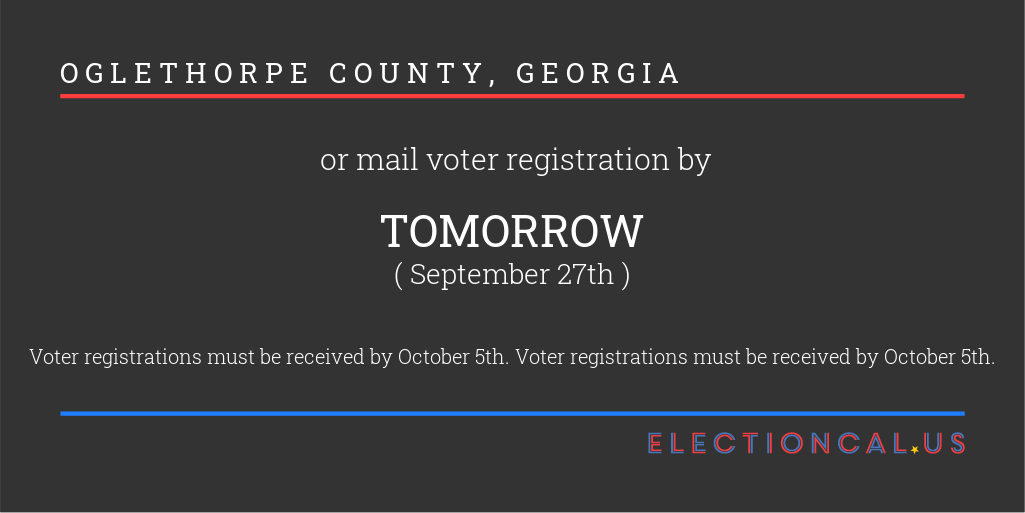 OGLETHORPE COUNTY, GEORGIA
or mail voter registration by
TOMORROW
( September 27th )
Voter registrations must be received by October 5th. Voter registrations must be received by October 5th.
ELECTIONCAL.US